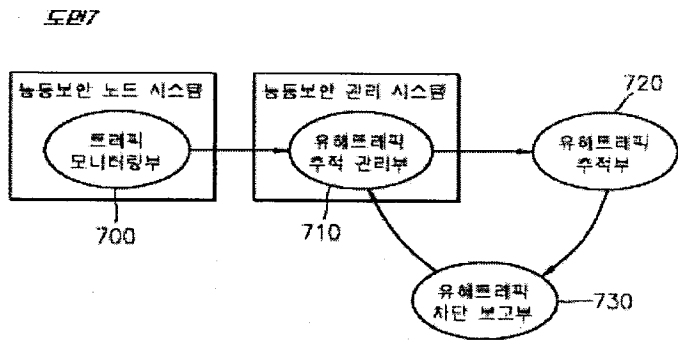 도면7
능동보안 노드 시스템
능동보안 관리 시스템
720
트래픽
모니터링부
유해트래픽
추적 관리부
유해트래픽
추적부
700
710
유해트래픽
차단 보고부
730